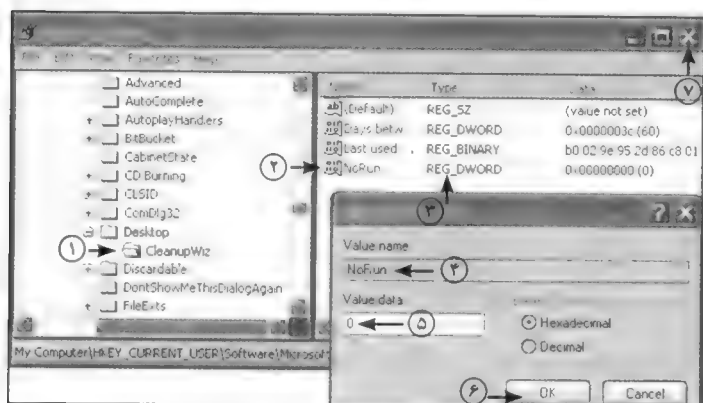 Advanced
AutoComplete
AutoplayHandlers
BitBucket
CabinetState
CD Burning
CLSID
ComDlg32
Desktop
CleanupWiz
Discardable
DontShowMeThisDialogAgain
FileExts
My Computer\HKEY_CURRENT_USER\Software\Microsoft
Type
(Default) REG_SZ (value not set)
Days betw REG_DWORD 0x0000003c (60)
Last used REG_BINARY b0 02 9e 95 2d 86 c8 01
NoRun REG_DWORD 0x00000000 (0)
Value name
NoRun
Value data
0
Hexadecimal
Decimal
OK Cancel
۱
۲
۳
۴
۵
۶
۷